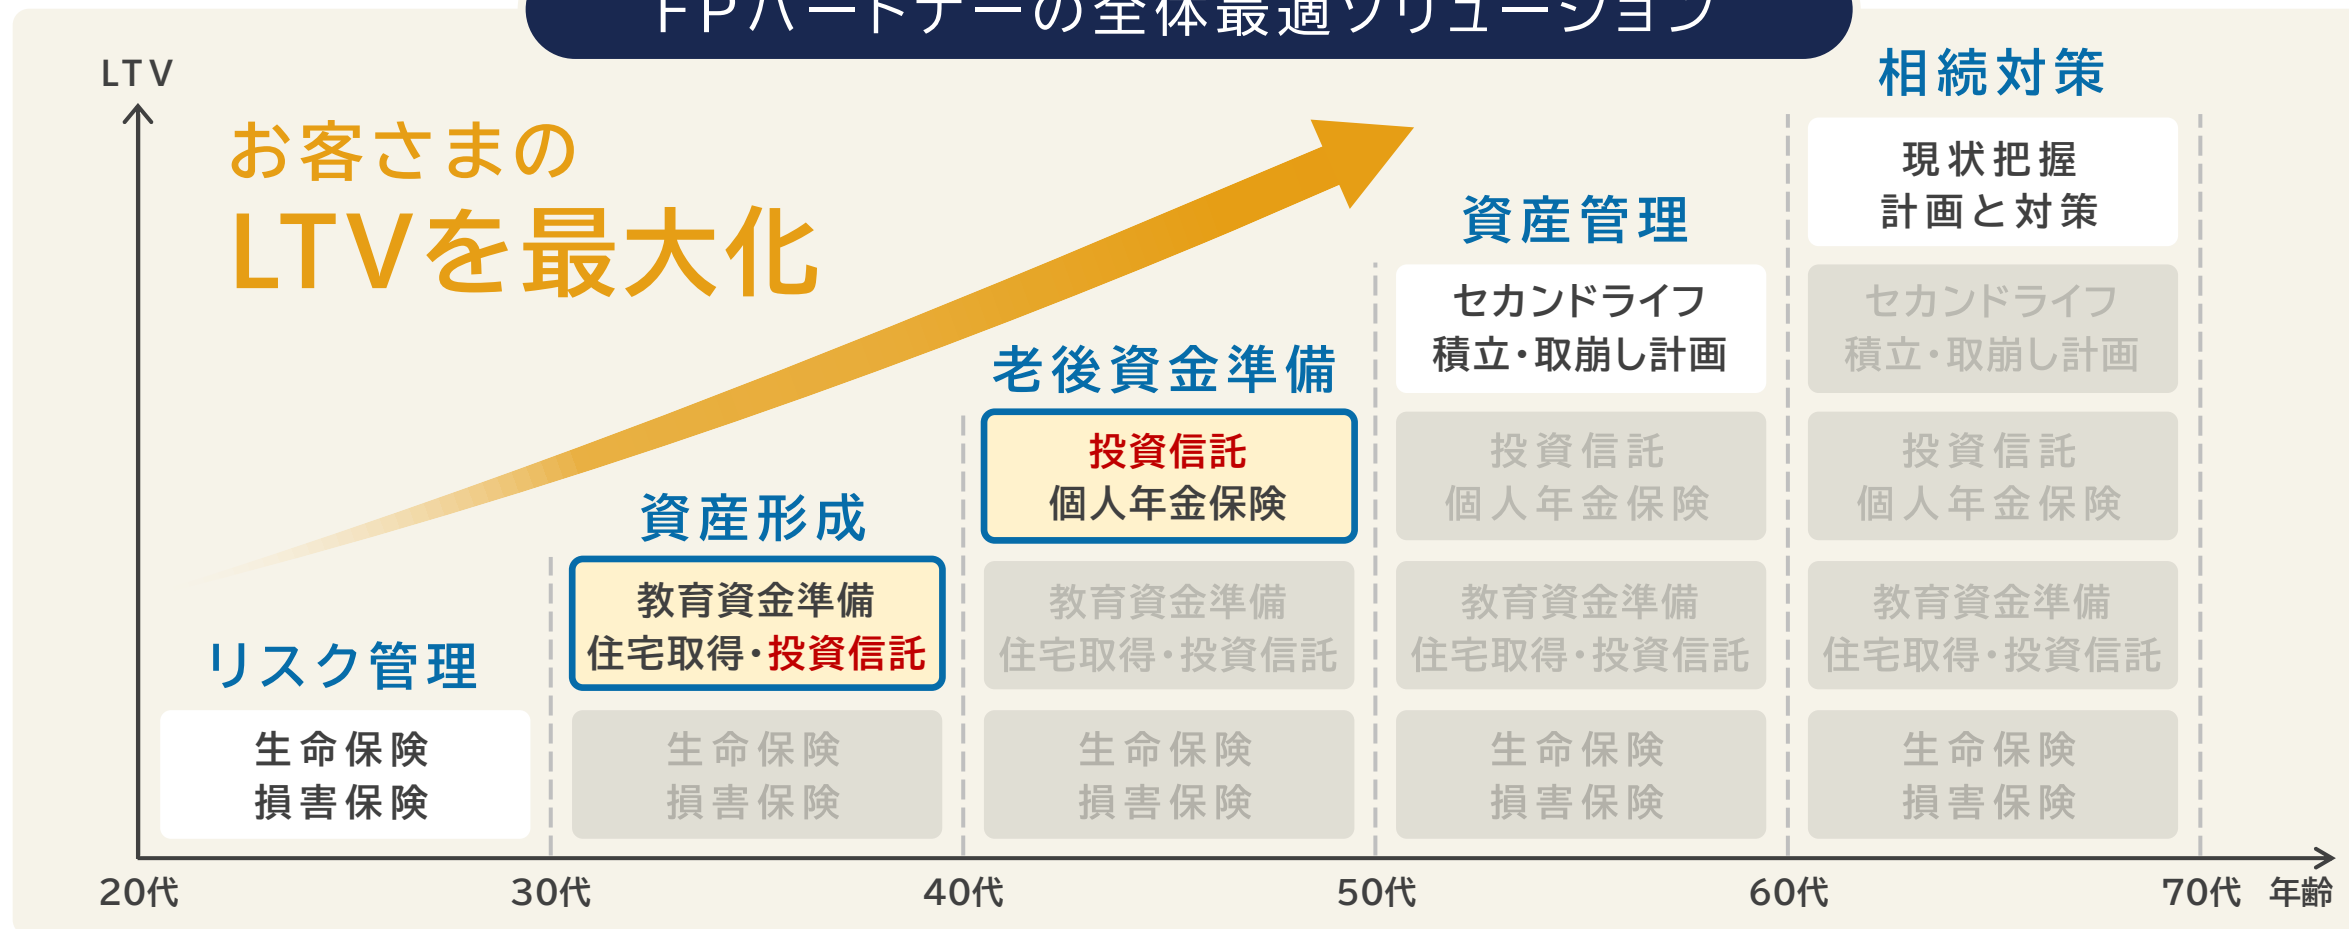 FPパートナーの全体最適ソリューション
LTV
お客さまの
LTVを最大化
リスク管理
生命保険
損害保険
資産形成
教育資金準備
住宅取得・投資信託
生命保険
損害保険
老後資金準備
投資信託
個人年金保険
教育資金準備
住宅取得・投資信託
生命保険
損害保険
資産管理
セカンドライフ
積立・取崩し計画
投資信託
個人年金保険
教育資金準備
住宅取得・投資信託
生命保険
損害保険
相続対策
現状把握
計画と対策
セカンドライフ
積立・取崩し計画
投資信託
個人年金保険
教育資金準備
住宅取得・投資信託
生命保険
損害保険
20代 30代 40代 50代 60代 70代 年齢